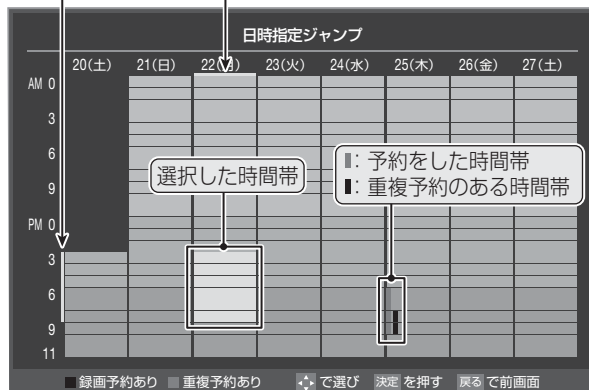 日時指定ジャンプ
20(土) 21(日) 22(月) 23(火) 24(水) 25(木) 26(金) 27(土)
AM 0
3
6
9
PM 0
3
6
9
11
選択した時間帯
: 予約をした時間帯
: 重複予約のある時間帯
録画予約あり 重複予約あり で選び 決定 を押す 戻る で前画面